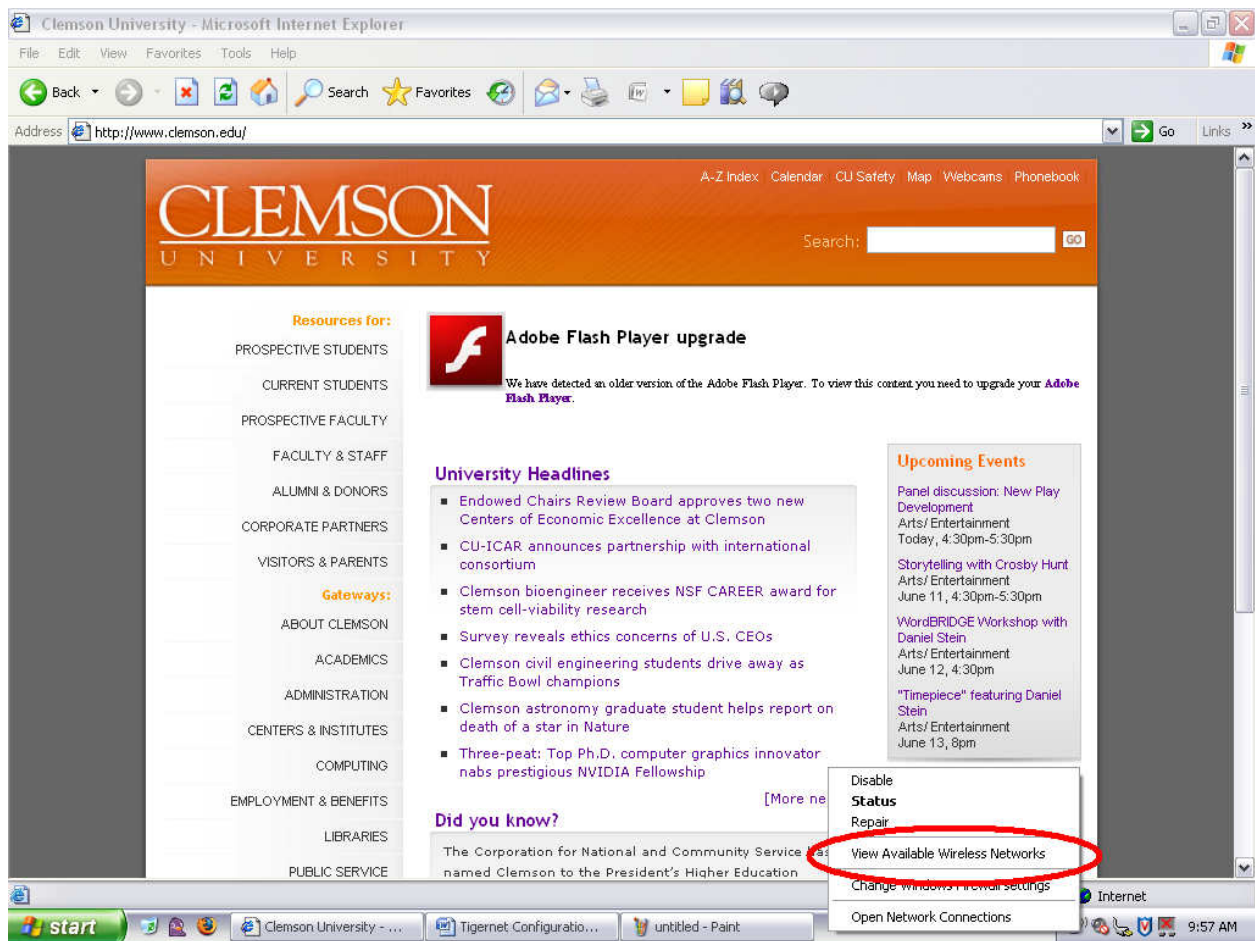 Clemson University - Microsoft Internet Explorer
File Edit View Favorites Tools Help
Back Search Favorites
Address http://www.clemson.edu/ Go Links »
A-Z Index Calendar CU Safety Map Webcams Phonebook
CLEMSON
UNIVERSITY
Search: GO
Resources for:
PROSPECTIVE STUDENTS
CURRENT STUDENTS
PROSPECTIVE FACULTY
FACULTY & STAFF
ALUMNI & DONORS
CORPORATE PARTNERS
VISITORS & PARENTS
Gateways:
ABOUT CLEMSON
ACADEMICS
ADMINISTRATION
CENTERS & INSTITUTES
COMPUTING
EMPLOYMENT & BENEFITS
LIBRARIES
PUBLIC SERVICE
Adobe Flash Player upgrade
We have detected an older version of the Adobe Flash Player. To view this content you need to upgrade your Adobe
Flash Player.
University Headlines
Endowed Chairs Review Board approves two new
Centers of Economic Excellence at Clemson
CU-ICAR announces partnership with international
consortium
Clemson bioengineer receives NSF CAREER award for
stem cell-viability research
Survey reveals ethics concerns of U.S. CEOs
Clemson civil engineering students drive away as
Traffic Bowl champions
Clemson astronomy graduate student helps report on
death of a star in Nature
Three-peat: Top Ph.D. computer graphics innovator
nabs prestigious NVIDIA Fellowship
[More ne
Did you know?
The Corporation for National and Community Service has
named Clemson to the President's Higher Education
Upcoming Events
Panel discussion: New Play
Development
Arts/Entertainment
Today, 4:30pm-5:30pm
Storytelling with Crosby Hunt
Arts/Entertainment
June 11, 4:30pm-5:30pm
WordBRIDGE Workshop with
Daniel Stein
Arts/Entertainment
June 12, 4:30pm
"Timepiece" featuring Daniel
Stein
Arts/Entertainment
June 13, 8pm
Disable
Status
Repair
View Available Wireless Networks
Change Windows Firewall settings
Open Network Connections
Internet
start Clemson University - ... Tigernet Configuratio... untitled - Paint 9:57 AM